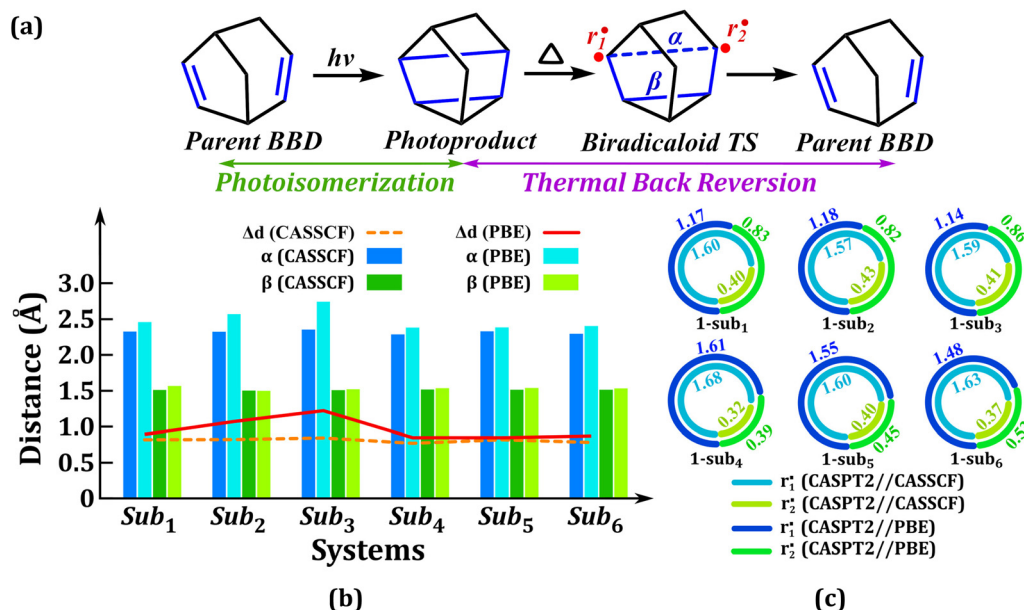 (a)
hν
Δ
r₁• α r₂•
β
Parent BBD Photoproduct Biradicaloid TS Parent BBD
Photoisomerization Thermal Back Reversion
Δd (CASSCF) Δd (PBE)
α (CASSCF) α (PBE)
β (CASSCF) β (PBE)
Distance (Å)
3.0
2.5
2.0
1.5
1.0
0.5
0
Sub₁ Sub₂ Sub₃ Sub₄ Sub₅ Sub₆
Systems
(b)
1.17 0.83 1.60 0.40
1-sub₁
1.18 0.82 1.57 0.43
1-sub₂
1.14 0.86 1.59 0.41
1-sub₃
1.61 0.39 1.68 0.32
1-sub₄
1.55 0.45 1.60 0.40
1-sub₅
1.48 1.63 0.37
1-sub₆
r₁• (CASPT2//CASSCF)
r₂• (CASPT2//CASSCF)
r₁• (CASPT2//PBE)
r₂• (CASPT2//PBE)
(c)